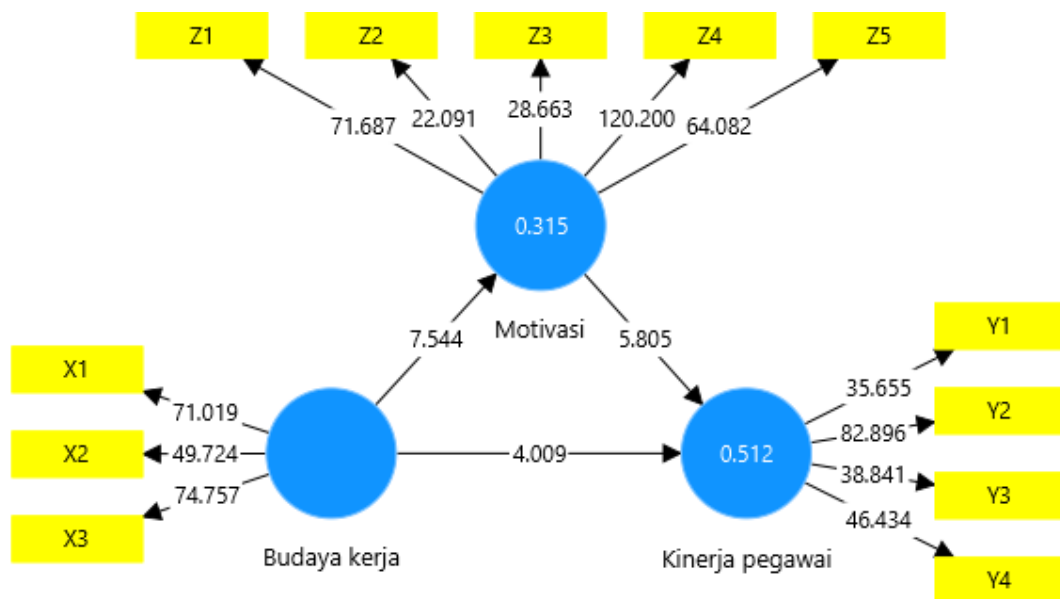 Z1 Z2 Z3 Z4 Z5
71.687 22.091 28.663 120.200 64.082
0.315
Motivasi
7.544 5.805
X1
X2
X3
71.019
49.724
74.757
4.009
0.512
Y1
Y2
Y3
Y4
35.655
82.896
38.841
46.434
Budaya kerja
Kinerja pegawai